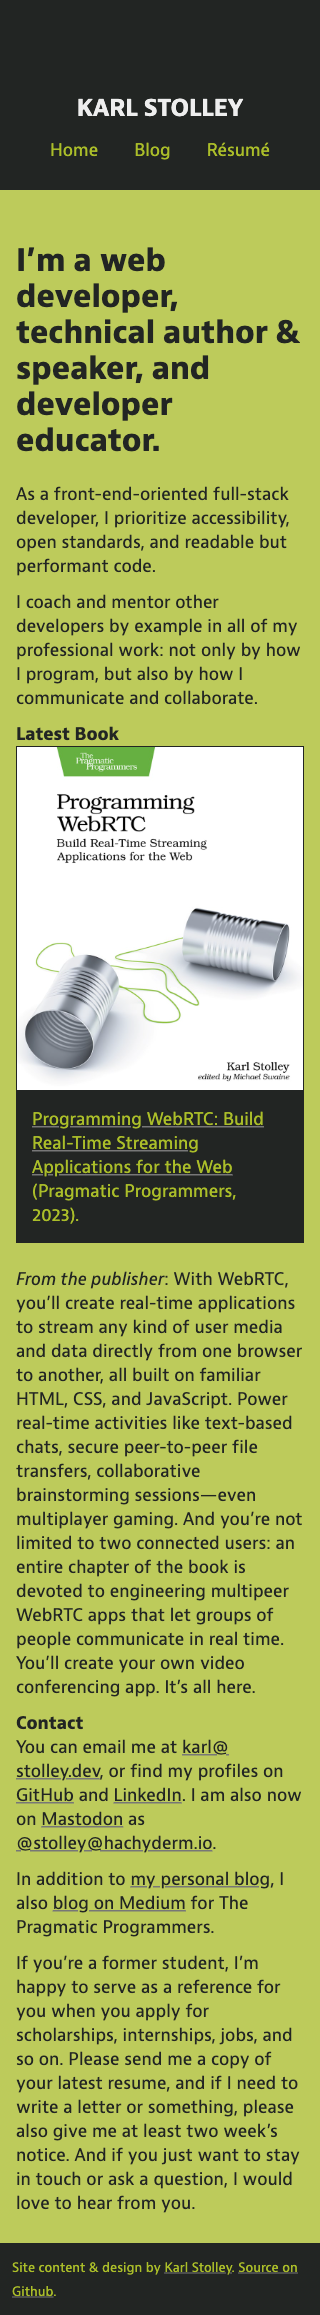 KARL STOLLEY
Home Blog Résumé
I’m a web
developer,
technical author &
speaker, and
developer
educator.
As a front-end-oriented full-stack
developer, I prioritize accessibility,
open standards, and readable but
performant code.
I coach and mentor other
developers by example in all of my
professional work: not only by how
I program, but also by how I
communicate and collaborate.
Latest Book
The
Pragmatic
Programmers
Programming
WebRTC
Build Real-Time Streaming
Applications for the Web
Karl Stolley
edited by Michael Swaine
Programming WebRTC: Build
Real-Time Streaming
Applications for the Web
(Pragmatic Programmers,
2023).
From the publisher: With WebRTC,
you’ll create real-time applications
to stream any kind of user media
and data directly from one browser
to another, all built on familiar
HTML, CSS, and JavaScript. Power
real-time activities like text-based
chats, secure peer-to-peer file
transfers, collaborative
brainstorming sessions—even
multiplayer gaming. And you’re not
limited to two connected users: an
entire chapter of the book is
devoted to engineering multipeer
WebRTC apps that let groups of
people communicate in real time.
You’ll create your own video
conferencing app. It’s all here.
Contact
You can email me at karl@
stolley.dev, or find my profiles on
GitHub and LinkedIn. I am also now
on Mastodon as
@stolley@hachyderm.io.
In addition to my personal blog, I
also blog on Medium for The
Pragmatic Programmers.
If you’re a former student, I’m
happy to serve as a reference for
you when you apply for
scholarships, internships, jobs, and
so on. Please send me a copy of
your latest resume, and if I need to
write a letter or something, please
also give me at least two week’s
notice. And if you just want to stay
in touch or ask a question, I would
love to hear from you.
Site content & design by Karl Stolley. Source on
Github.